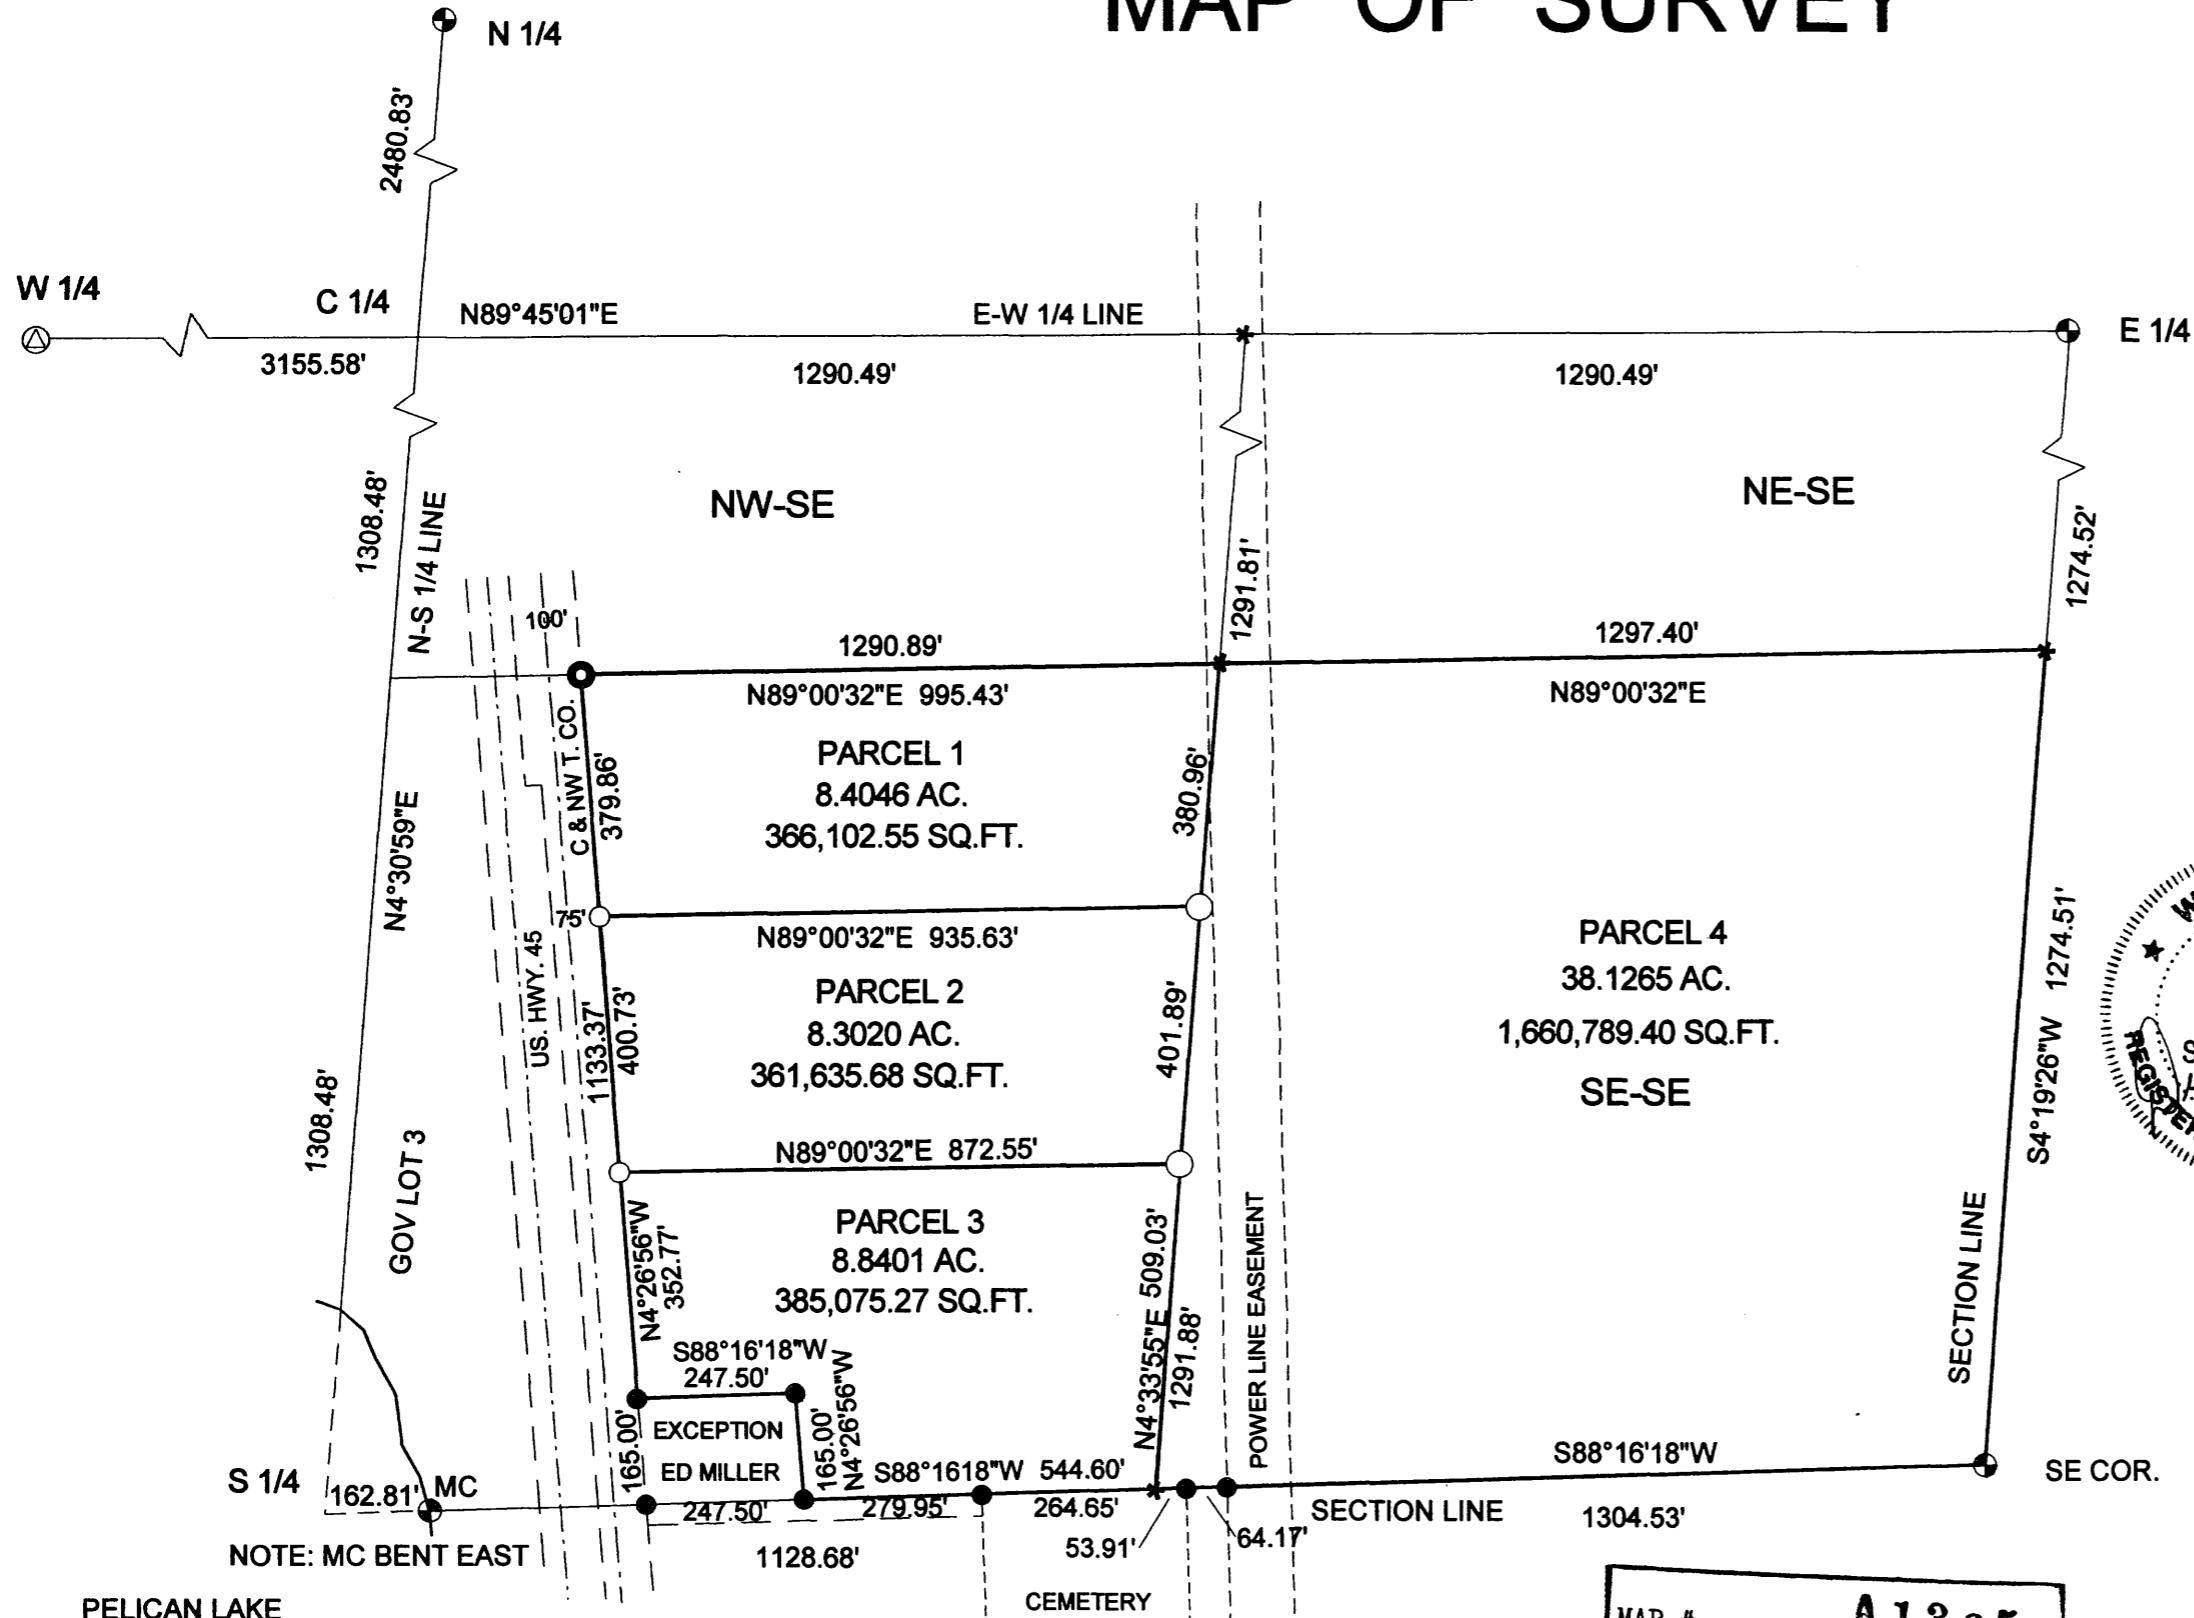 MAP OF SURVEY
N 1/4
2480.83'
W 1/4
C 1/4
N89°45'01"E
E-W 1/4 LINE
E 1/4
3155.58'
1290.49'
1290.49'
1308.48'
N-S 1/4 LINE
NW-SE
NE-SE
1291.81'
1274.52'
100'
1290.89'
1297.40'
N89°00'32"E 995.43'
N89°00'32"E
C & NW T. CO.
379.86'
PARCEL 1
8.4046 AC.
366,102.55 SQ.FT.
380.96'
N4°30'59"E
75'
N89°00'32"E 935.63'
US. HWY. 45
1133.37'
400.73'
PARCEL 2
8.3020 AC.
361,635.68 SQ.FT.
401.89'
PARCEL 4
38.1265 AC.
1,660,789.40 SQ.FT.
SE-SE
S4°19'26"W 1274.51'
1308.48'
GOV LOT 3
N89°00'32"E 872.55'
N4°26'56"W
352.77'
PARCEL 3
8.8401 AC.
385,075.27 SQ.FT.
N4°33'55"E 509.03'
1291.88'
POWER LINE EASEMENT
SECTION LINE
S88°16'18"W
247.50'
165.00'
EXCEPTION
ED MILLER
165.00'
N4°26'56"W
S88°1618"W 544.60'
S88°16'18"W
SE COR.
S 1/4
162.81'
MC
247.50'
279.95'
264.65'
SECTION LINE
1304.53'
53.91'
64.17'
NOTE: MC BENT EAST
1128.68'
CEMETERY
PELICAN LAKE
MAP #